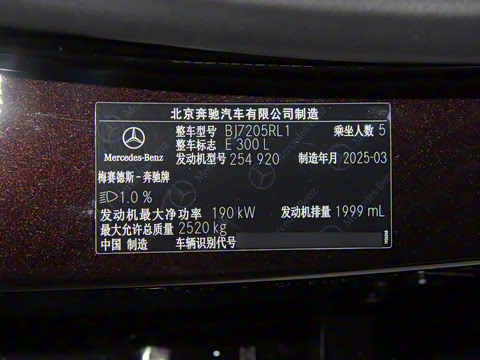 北京奔驰汽车有限公司制造
整车型号 BJ7205RL1 乘坐人数 5
整车标志 E 300 L
Mercedes-Benz 发动机型号 254 920 制造年月 2025-03
梅赛德斯－奔驰牌
1.0 %
发动机最大净功率 190 kW 发动机排量 1999 mL
最大允许总质量 2520 kg
中国 制造 车辆识别代号